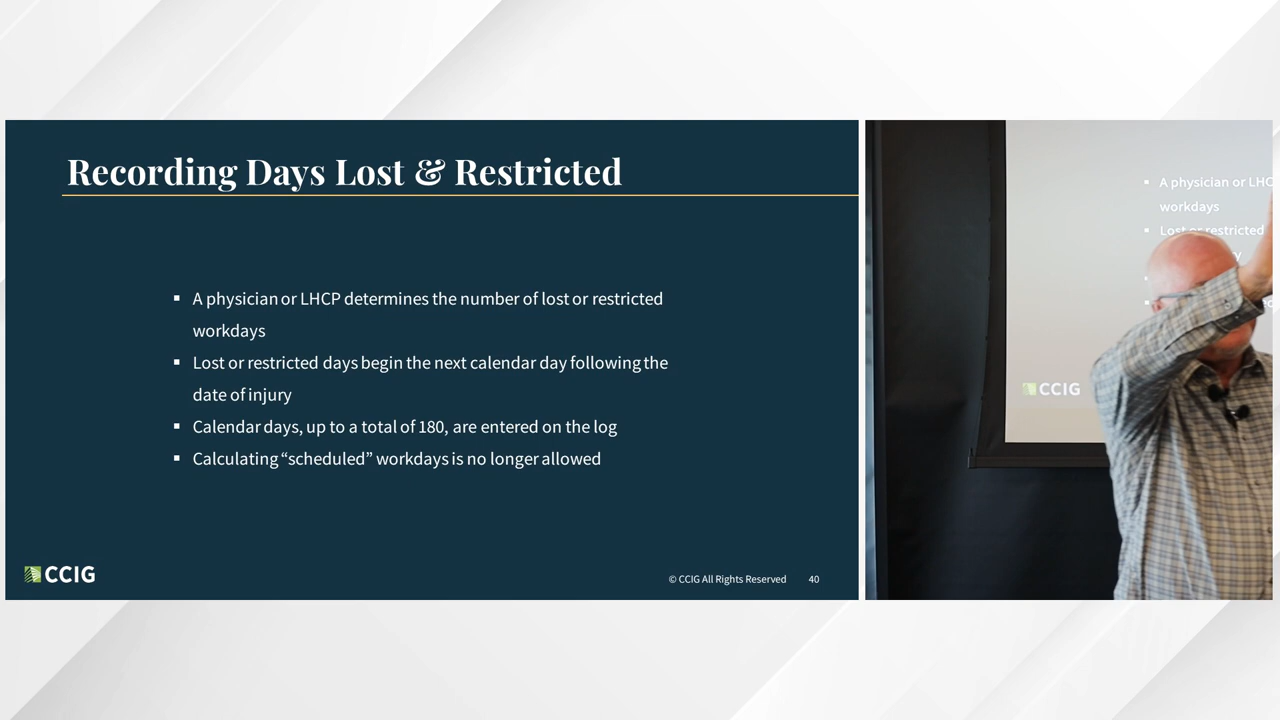 Recording Days Lost & Restricted
▪ A physician or LHCP determines the number of lost or restricted
workdays
▪ Lost or restricted days begin the next calendar day following the
date of injury
▪ Calendar days, up to a total of 180, are entered on the log
▪ Calculating “scheduled” workdays is no longer allowed
CCIG
© CCIG All Rights Reserved 40
▪ A physician or LHC
workdays
▪ Lost or restricted
CCIG